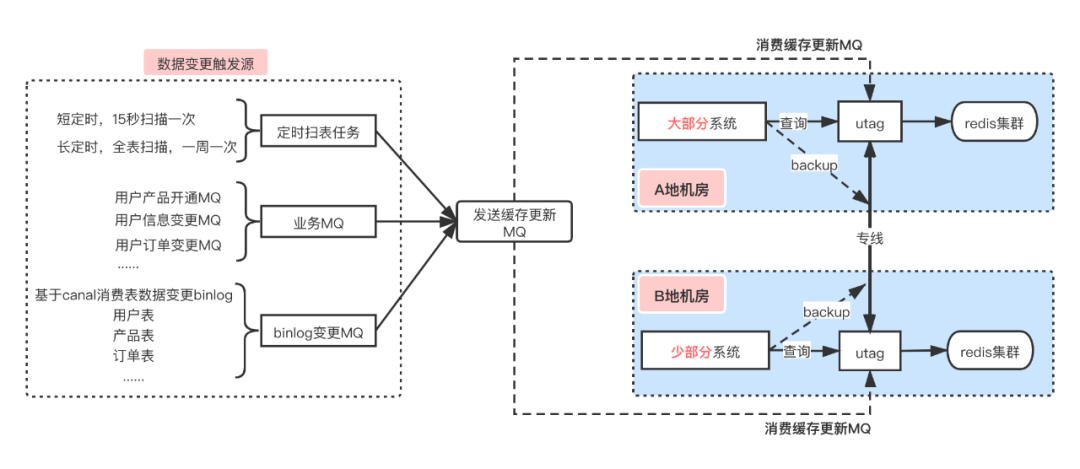 数据变更触发源
短定时，15秒扫描一次
长定时，全表扫描，一周一次
定时扫表任务
用户产品开通MQ
用户信息变更MQ
用户订单变更MQ
......
业务MQ
基于canal消费表数据变更binlog
用户表
产品表
订单表
......
binlog变更MQ
发送缓存更新
MQ
消费缓存更新MQ
大部分系统
查询
utag
redis集群
backup
A地机房
专线
B地机房
backup
少部分系统
查询
utag
redis集群
消费缓存更新MQ